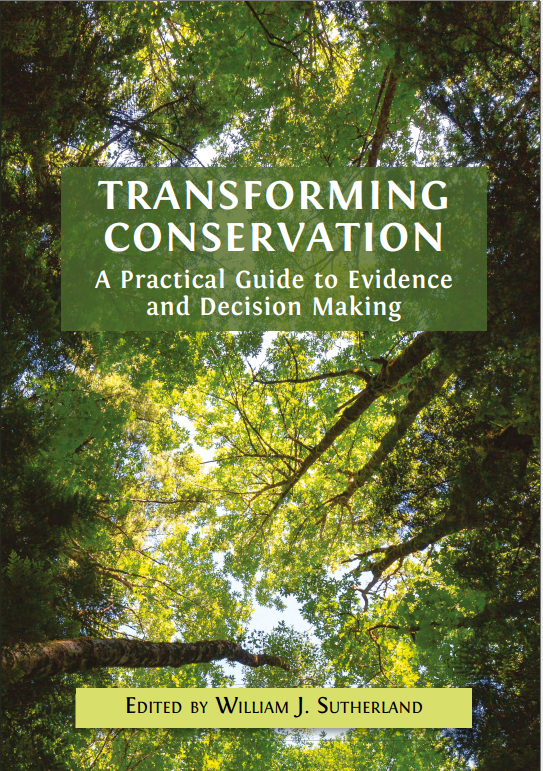 TRANSFORMING
CONSERVATION
A Practical Guide to Evidence
and Decision Making
Edited by William J. Sutherland